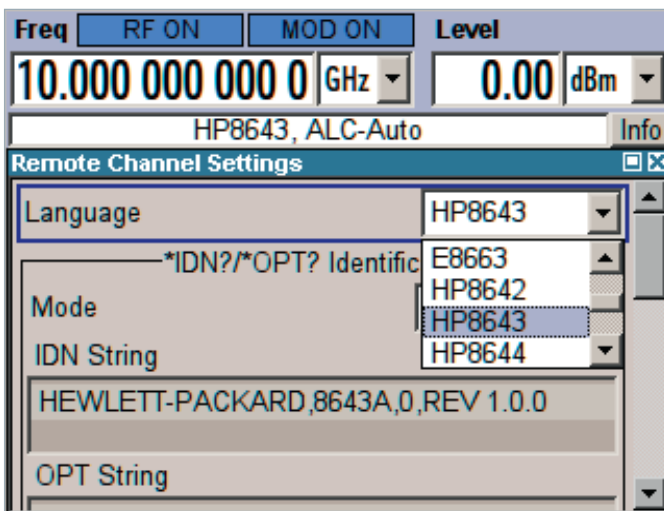 Freq RF ON MOD ON Level
10.000 000 000 0 GHz 0.00 dBm
HP8643, ALC-Auto Info
Remote Channel Settings
Language HP8643
*IDN?/*OPT? Identific E8663
HP8642
Mode HP8643
IDN String HP8644
HEWLETT-PACKARD,8643A,0,REV 1.0.0
OPT String